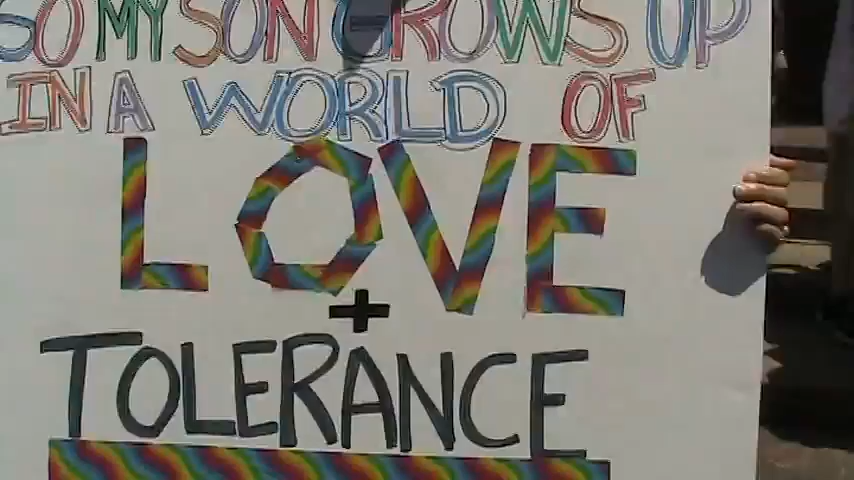 SO MY SON GROWS UP
IN A WORLD OF
LOVE
+
TOLERANCE